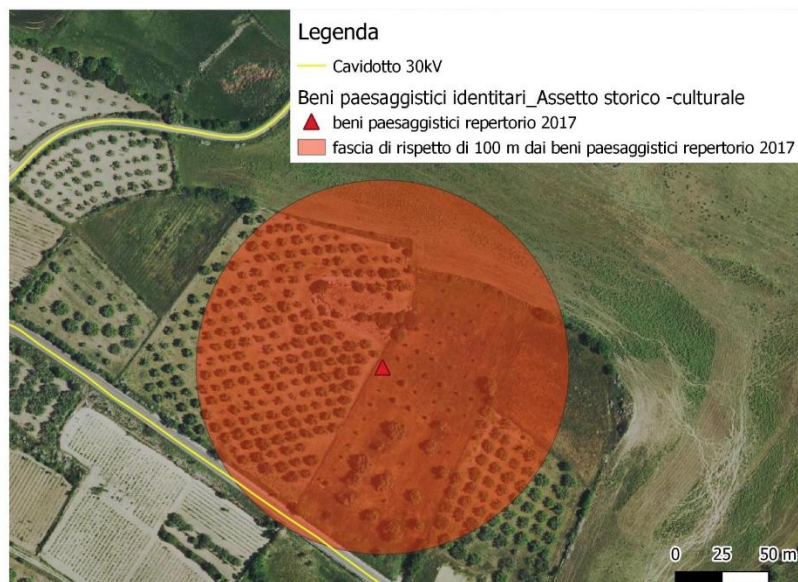 Legenda
Cavidotto 30kV
Beni paesaggistici identitari_Assetto storico -culturale
beni paesaggistici repertorio 2017
fascia di rispetto di 100 m dai beni paesaggistici repertorio 2017
0 25 50 m